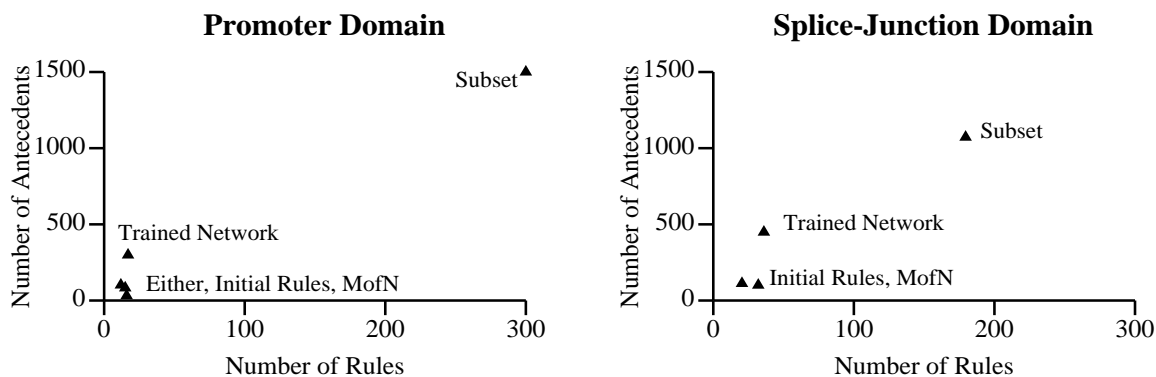 Promoter Domain
Number of Antecedents
1500
1000
500
0
Subset
Trained Network
Either, Initial Rules, MofN
0 100 200 300
Number of Rules
Splice-Junction Domain
Number of Antecedents
1500
1000
500
0
Subset
Trained Network
Initial Rules, MofN
0 100 200 300
Number of Rules